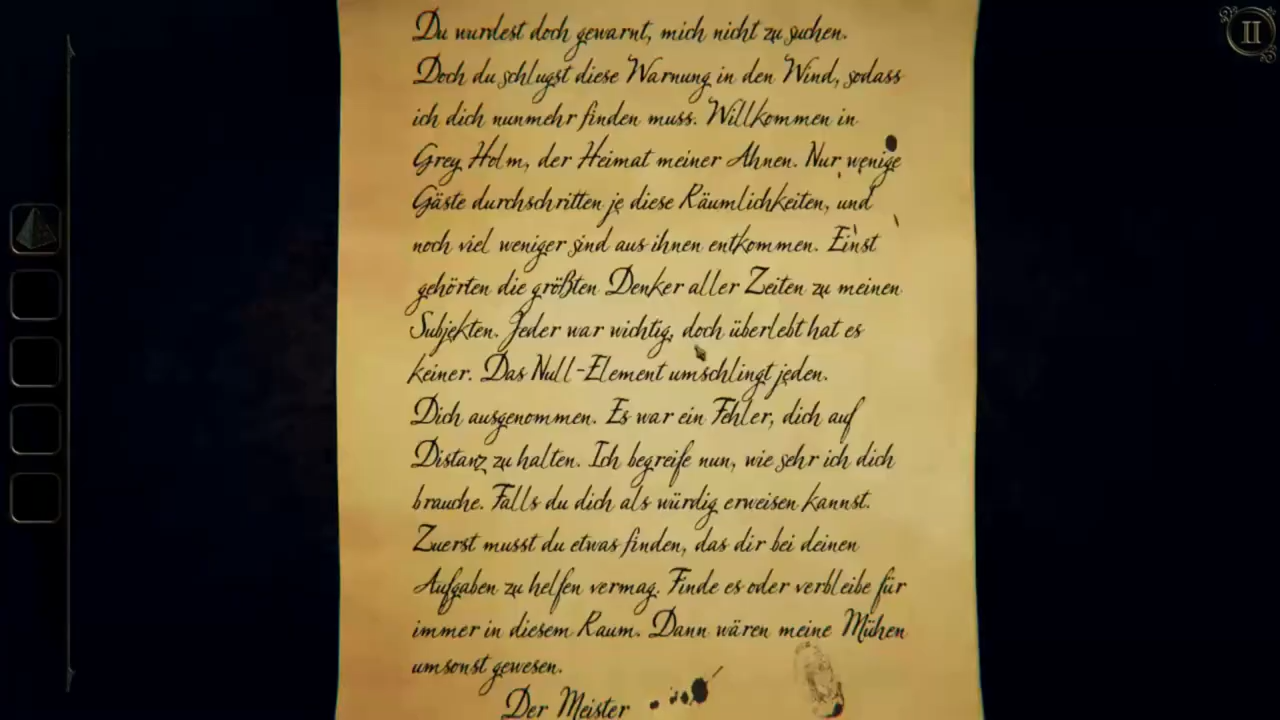 Du wurdest doch gewarnt, mich nicht zu suchen.
Doch du schlugst diese Warnung in den Wind, sodass
ich dich nunmehr finden muss. Willkommen in
Grey Holm, der Heimat meiner Ahnen. Nur wenige
Gäste durchschritten je diese Räumlichkeiten, und
noch viel weniger sind aus ihnen entkommen. Einst
gehörten die größten Denker aller Zeiten zu meinen
Subjekten. Jeder war wichtig, doch überlebt hat es
keiner. Das Null-Element umschlingt jeden.
Dich ausgenommen. Es war ein Fehler, dich auf
Distanz zu halten. Ich begreife nun, wie sehr ich dich
brauche. Falls du dich als würdig erweisen kannst.
Zuerst musst du etwas finden, das dir bei deinen
Aufgaben zu helfen vermag. Finde es oder verbleibe für
immer in diesem Raum. Dann wären meine Mühen
umsonst gewesen.
Der Meister
II